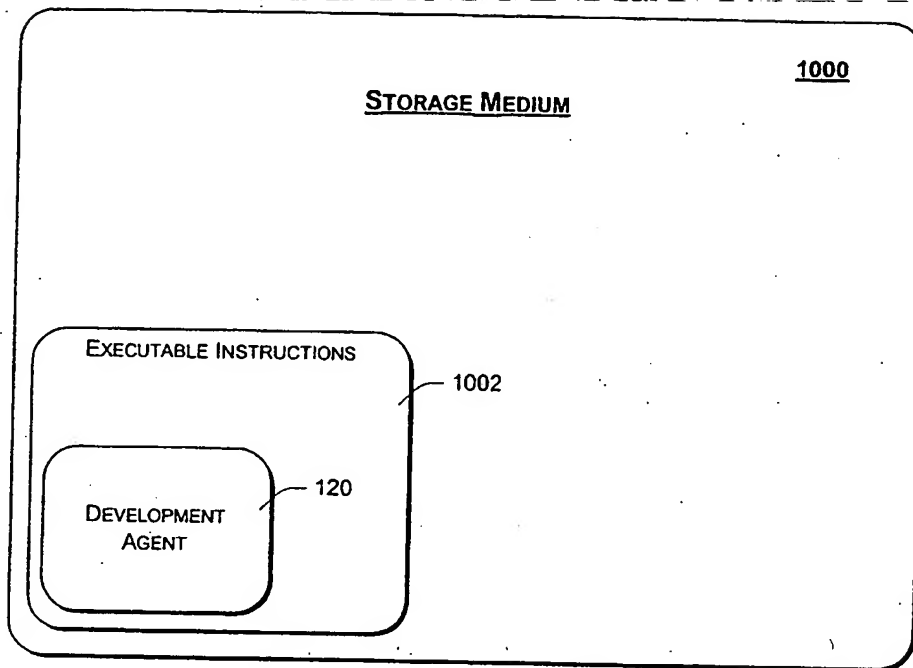 1000
STORAGE MEDIUM
EXECUTABLE INSTRUCTIONS
1002
120
DEVELOPMENT
AGENT